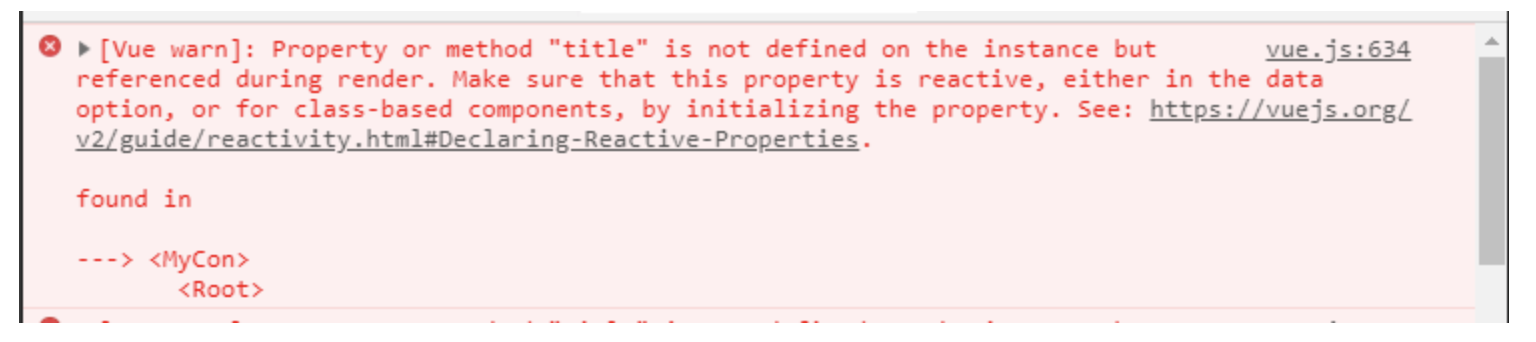 [Vue warn]: Property or method "title" is not defined on the instance but vue.js:634
referenced during render. Make sure that this property is reactive, either in the data
option, or for class-based components, by initializing the property. See: https://vuejs.org/
v2/guide/reactivity.html#Declaring-Reactive-Properties.
found in
---> <MyCon>
<Root>